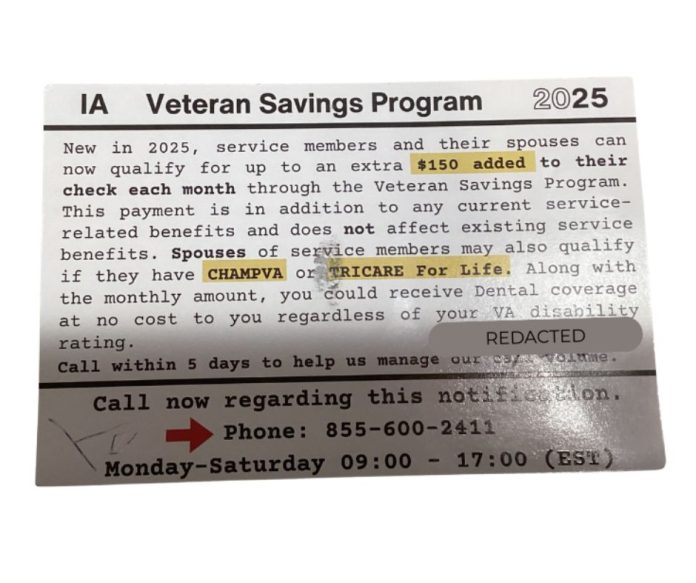 IA Veteran Savings Program 2025
New in 2025, service members and their spouses can
now qualify for up to an extra $150 added to their
check each month through the Veteran Savings Program.
This payment is in addition to any current service-
related benefits and does not affect existing service
benefits. Spouses of service members may also qualify
if they have CHAMPVA or TRICARE For Life. Along with
the monthly amount, you could receive Dental coverage
at no cost to you regardless of your VA disability
rating.
REDACTED
Call within 5 days to help us manage our call volume.
Call now regarding this notification.
Phone: 855-600-2411
Monday-Saturday 09:00 - 17:00 (EST)